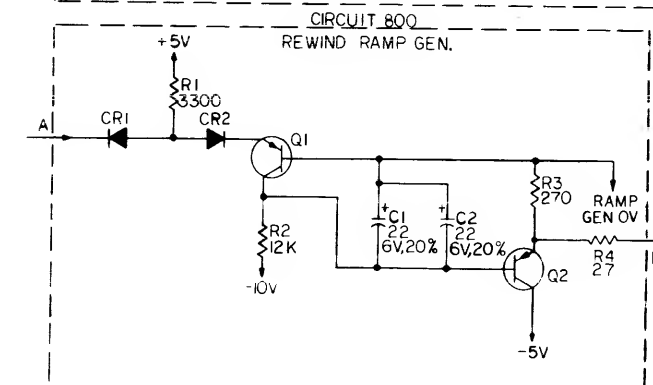 CIRCUIT 800
REWIND RAMP GEN.
+5V
R1
3300
A
CR1
CR2
Q1
R3
270
RAMP
GEN 0V
+
C1
22
6V,20%
+
C2
22
6V,20%
R2
12K
-10V
R4
27
Q2
-5V